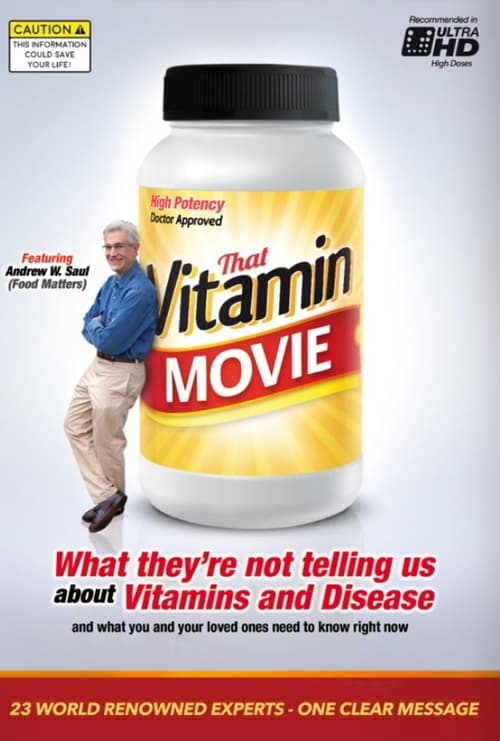 CAUTION
THIS INFORMATION
COULD SAVE
YOUR LIFE!
Recommended in
ULTRA
HD
High Doses
High Potency
Doctor Approved
That
Vitamin
MOVIE
Featuring
Andrew W. Saul
(Food Matters)
What they're not telling us
about Vitamins and Disease
and what you and your loved ones need to know right now
23 WORLD RENOWNED EXPERTS - ONE CLEAR MESSAGE